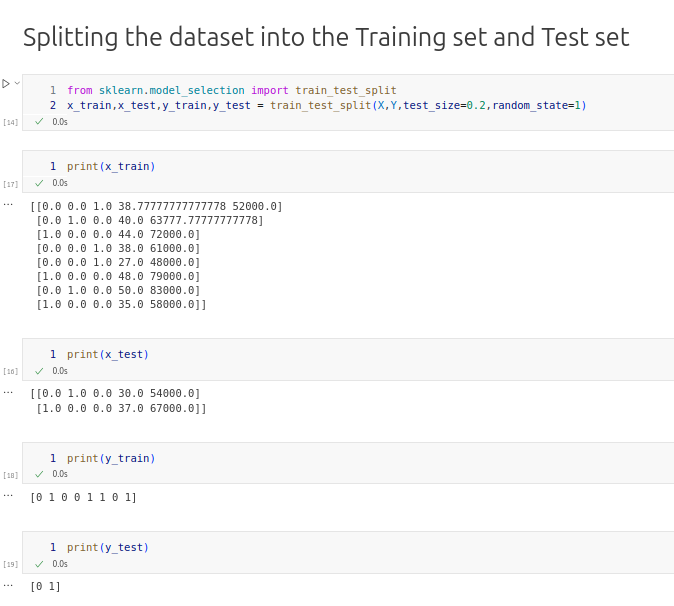 Splitting the dataset into the Training set and Test set
1 from sklearn.model_selection import train_test_split
2 x_train,x_test,y_train,y_test = train_test_split(X,Y,test_size=0.2,random_state=1)
[14] ✓ 0.0s
1 print(x_train)
[17] ✓ 0.0s
... [[0.0 0.0 1.0 38.77777777777778 52000.0]
[0.0 1.0 0.0 40.0 63777.77777777778]
[1.0 0.0 0.0 44.0 72000.0]
[0.0 0.0 1.0 38.0 61000.0]
[0.0 0.0 1.0 27.0 48000.0]
[1.0 0.0 0.0 48.0 79000.0]
[0.0 1.0 0.0 50.0 83000.0]
[1.0 0.0 0.0 35.0 58000.0]]
1 print(x_test)
[16] ✓ 0.0s
... [[0.0 1.0 0.0 30.0 54000.0]
[1.0 0.0 0.0 37.0 67000.0]]
1 print(y_train)
[18] ✓ 0.0s
... [0 1 0 0 1 1 0 1]
1 print(y_test)
[19] ✓ 0.0s
... [0 1]